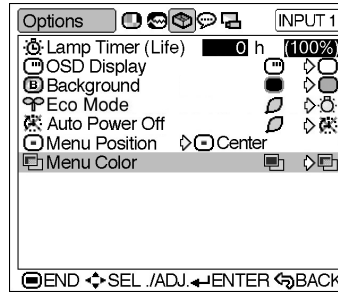 Options INPUT 1
Lamp Timer (Life) 0 h (100%)
OSD Display
B Background
Eco Mode
Auto Power Off
Menu Position Center
Menu Color
END SEL ./ADJ. ENTER BACK